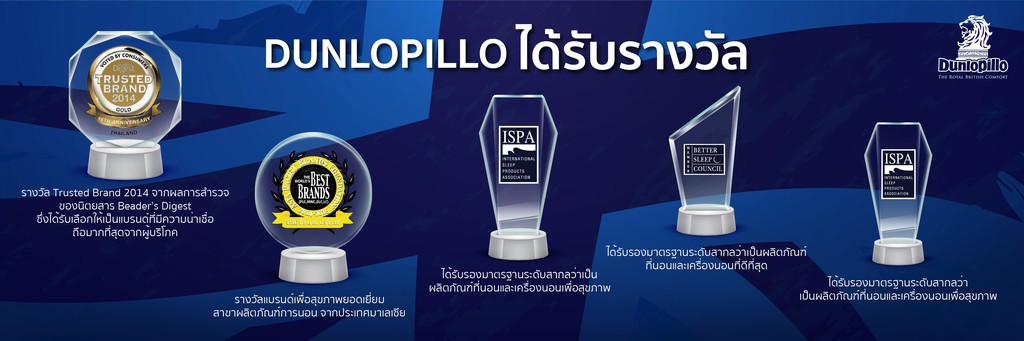 DUNLOPILLO ได้รับรางวัล
Dunlopillo
THE ROYAL BRITISH COMFORT
VOTED BY CONSUMERS
TRUSTED
BRAND
2014
GOLD
THAILAND
รางวัล Trusted Brand 2014 จากผลการสำรวจ
ของนิตยสาร Beader's Digest
ซึ่งได้รับเลือกให้เป็นแบรนด์ที่มีความน่าเชื่อ
ถือมากที่สุดจากผู้บริโภค
THE WORLD'S
BEST
BRANDS
รางวัลแบรนด์เพื่อสุขภาพยอดเยี่ยม
สาขาผลิตภัณฑ์การนอน จากประเทศมาเลเซีย
ISPA
INTERNATIONAL
SLEEP
PRODUCTS
ASSOCIATION
ได้รับรองมาตรฐานระดับสากลว่าเป็น
ผลิตภัณฑ์ที่นอนและเครื่องนอนเพื่อสุขภาพ
MEMBER
BETTER
SLEEP
COUNCIL
ได้รับรองมาตรฐานระดับสากลว่าเป็นผลิตภัณฑ์
ที่นอนและเครื่องนอนที่ดีที่สุด
ISPA
INTERNATIONAL
SLEEP
PRODUCTS
ASSOCIATION
ได้รับรองมาตรฐานระดับสากลว่า
เป็นผลิตภัณฑ์ที่นอนและเครื่องนอนเพื่อสุขภาพ